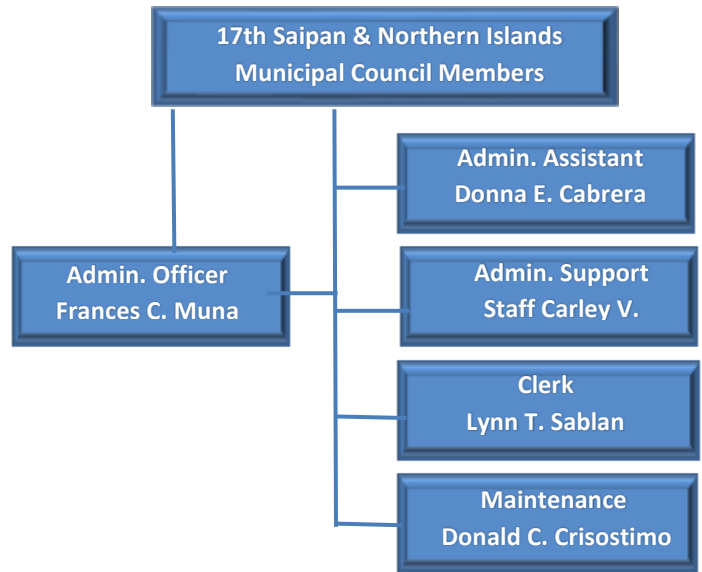 17th Saipan & Northern Islands
Municipal Council Members
Admin. Assistant
Donna E. Cabrera
Admin. Officer
Frances C. Muna
Admin. Support
Staff Carley V.
Clerk
Lynn T. Sablan
Maintenance
Donald C. Crisostimo